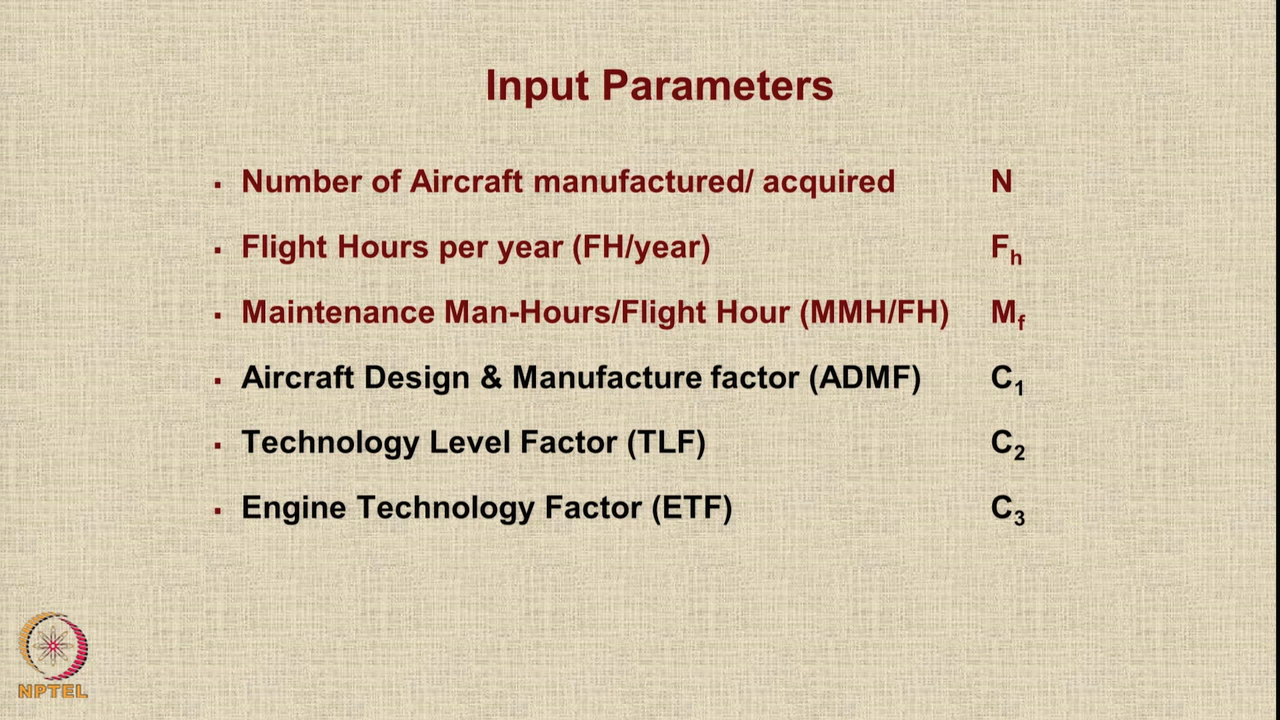 Input Parameters
▪ Number of Aircraft manufactured/ acquired N
▪ Flight Hours per year (FH/year) Fh
▪ Maintenance Man-Hours/Flight Hour (MMH/FH) Mf
▪ Aircraft Design & Manufacture factor (ADMF) C1
▪ Technology Level Factor (TLF) C2
▪ Engine Technology Factor (ETF) C3
NPTEL